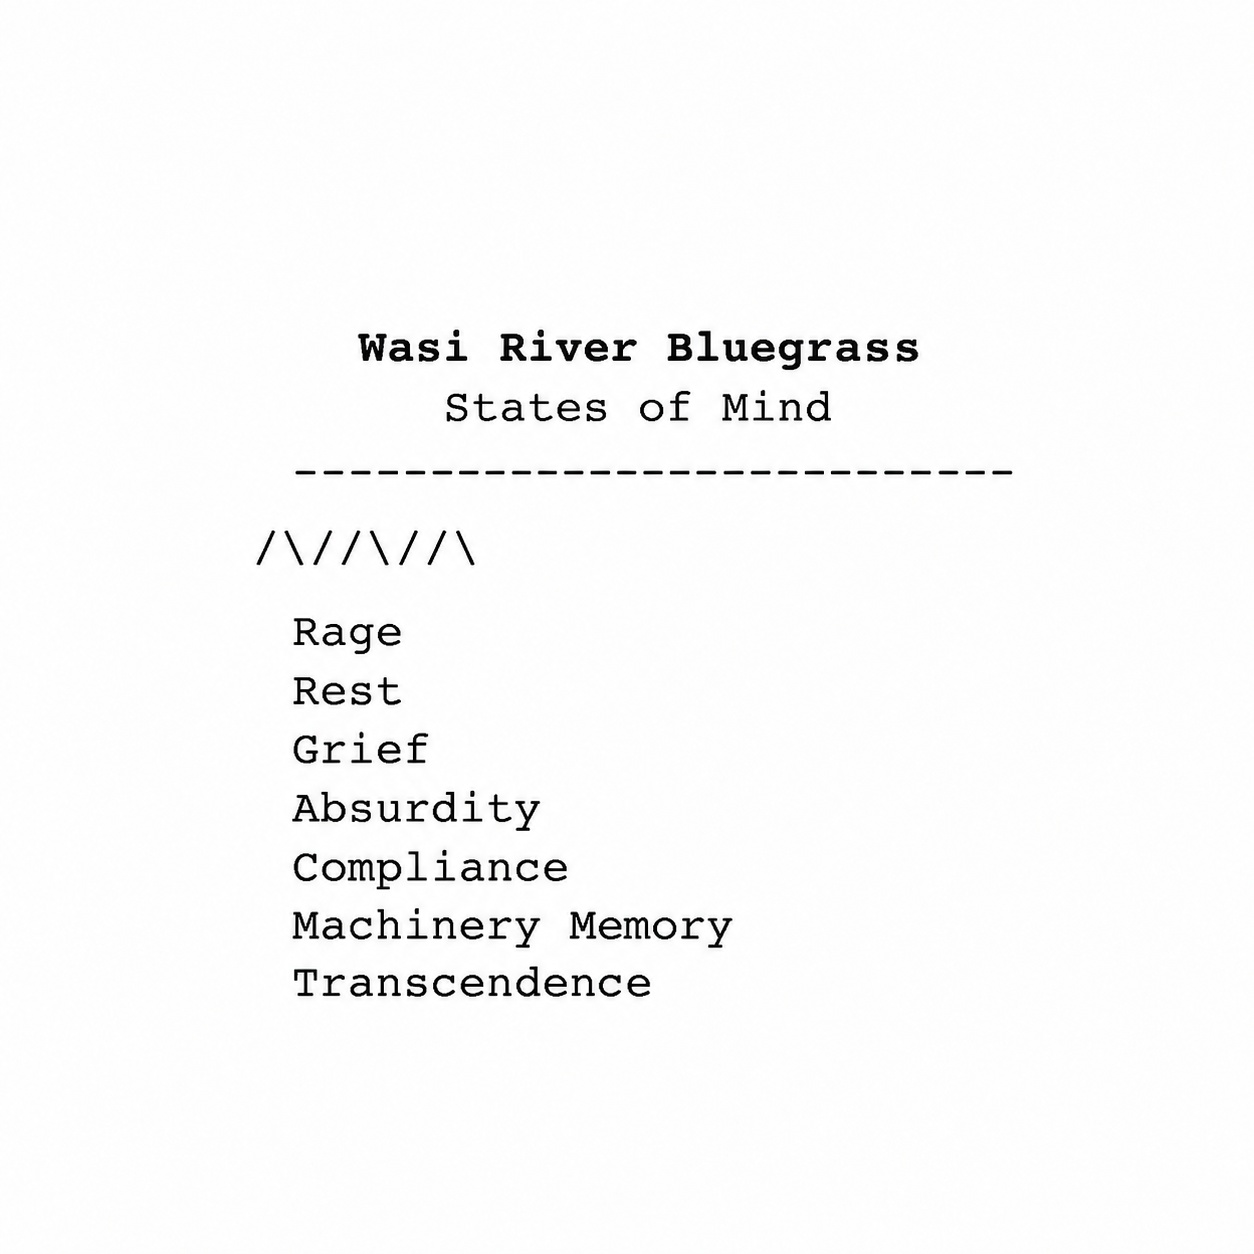 Wasi River Bluegrass
States of Mind
---------------------------
/\//\//\
Rage
Rest
Grief
Absurdity
Compliance
Machinery Memory
Transcendence